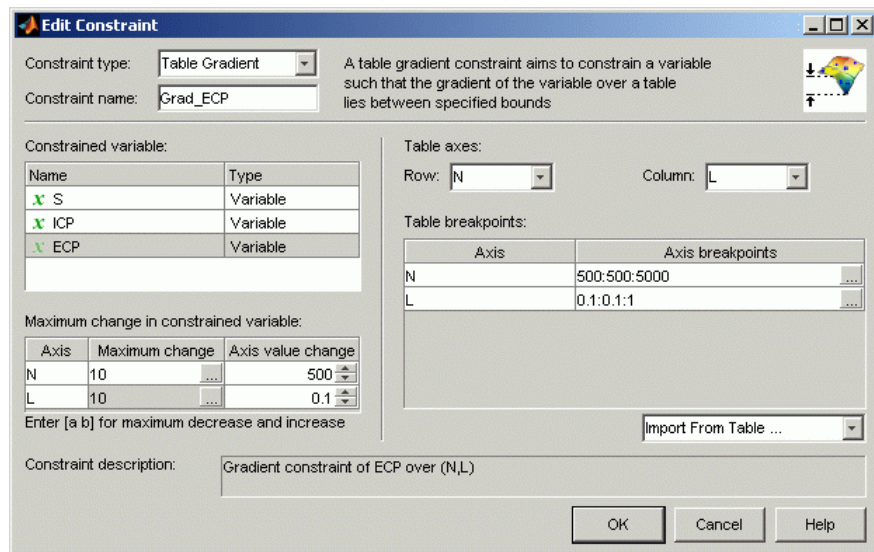 Edit Constraint
Constraint type: Table Gradient
Constraint name: Grad_ECP
A table gradient constraint aims to constrain a variable
such that the gradient of the variable over a table
lies between specified bounds
Constrained variable:
Name Type
x S Variable
x ICP Variable
x ECP Variable
Maximum change in constrained variable:
Axis Maximum change Axis value change
N 10 ... 500
L 10 ... 0.1
Enter [a b] for maximum decrease and increase
Table axes:
Row: N Column: L
Table breakpoints:
Axis Axis breakpoints
N 500:500:5000 ...
L 0.1:0.1:1 ...
Import From Table ...
Constraint description: Gradient constraint of ECP over (N,L)
OK Cancel Help